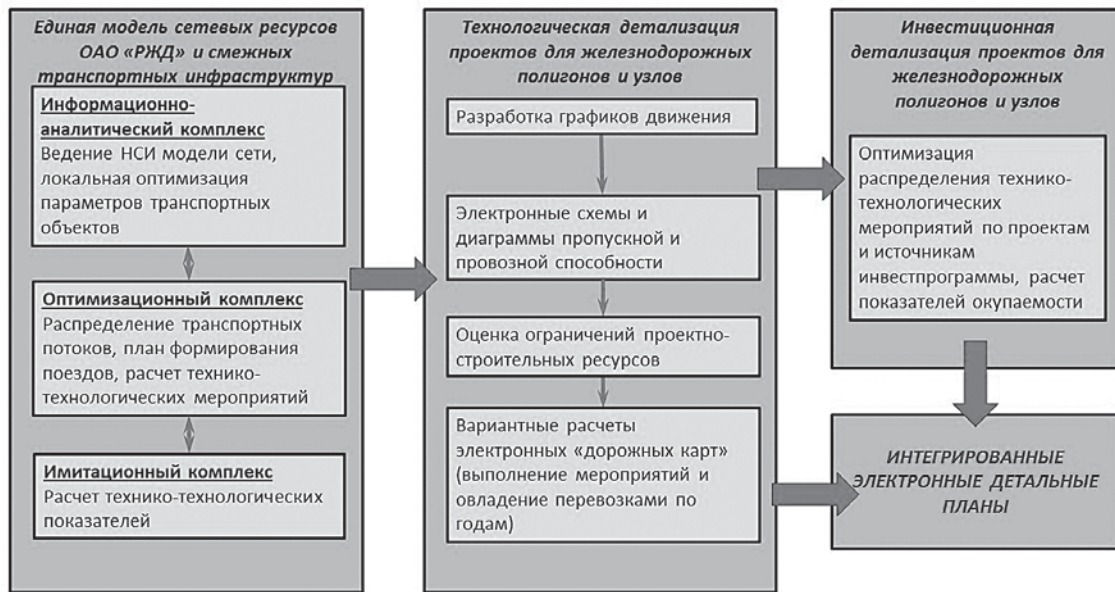 Единая модель сетевых ресурсов
ОАО «РЖД» и смежных
транспортных инфраструктур
Информационно-
аналитический комплекс
Ведение НСИ модели сети,
локальная оптимизация
параметров транспортных
объектов
Оптимизационный комплекс
Распределение транспортных
потоков, план формирования
поездов, расчет технико-
технологических мероприятий
Имитационный комплекс
Расчет технико-технологических
показателей
Технологическая детализация
проектов для железнодорожных
полигонов и узлов
Разработка графиков движения
Электронные схемы и
диаграммы пропускной и
провозной способности
Оценка ограничений проектно-
строительных ресурсов
Вариантные расчеты
электронных «дорожных карт»
(выполнение мероприятий и
овладение перевозками по
годам)
Инвестиционная
детализация проектов для
железнодорожных
полигонов и узлов
Оптимизация
распределения технико-
технологических
мероприятий по проектам
и источникам
инвестпрограммы, расчет
показателей окупаемости
ИНТЕГРИРОВАННЫЕ
ЭЛЕКТРОННЫЕ ДЕТАЛЬНЫЕ
ПЛАНЫ